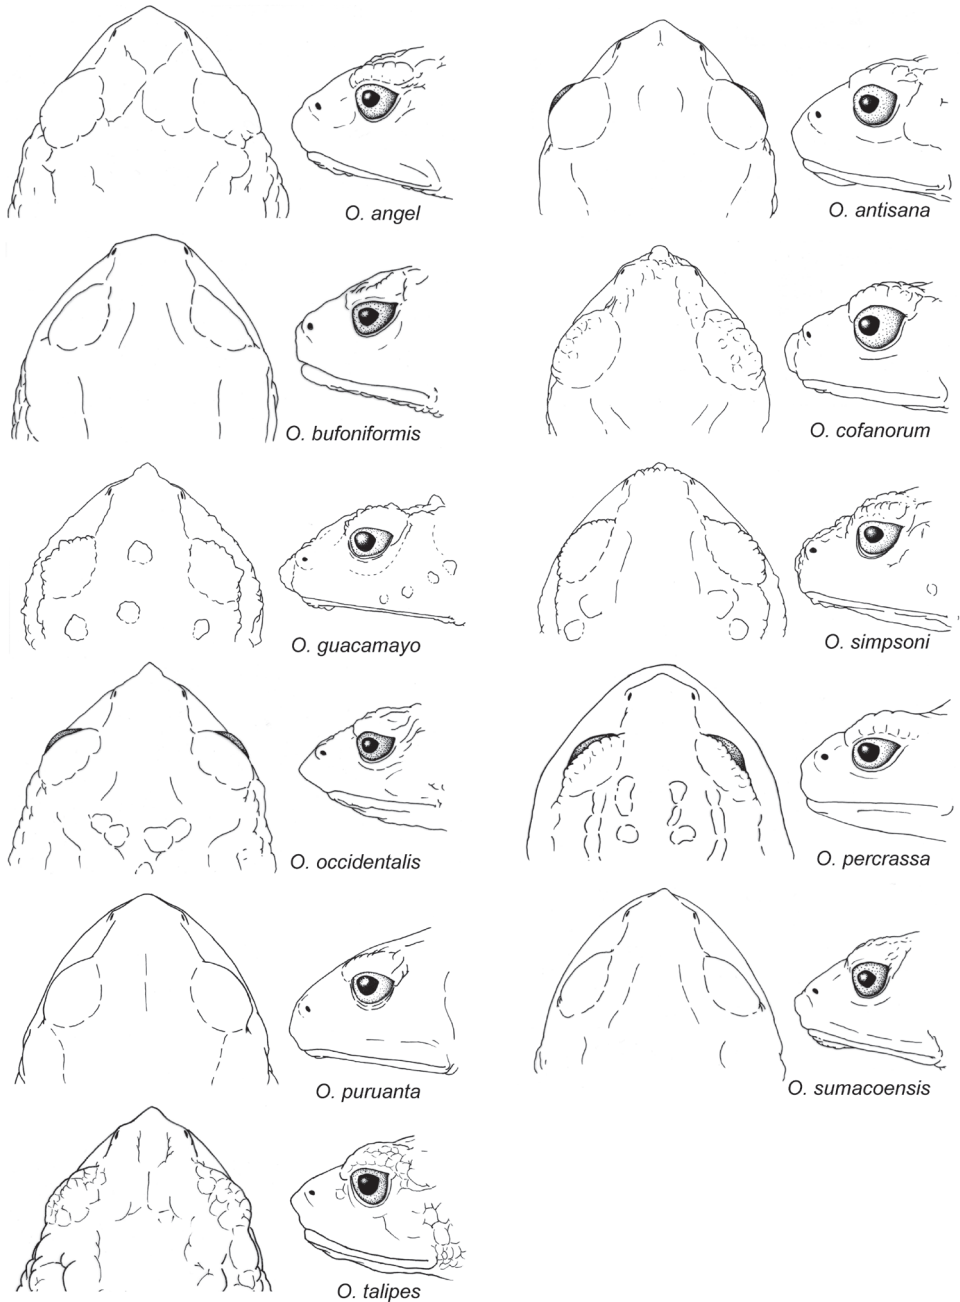 O. angel
O. antisana
O. bufoniformis
O. cofanorum
O. guacamayo
O. simpsoni
O. occidentalis
O. percrassa
O. puruanta
O. sumacoensis
O. talipes